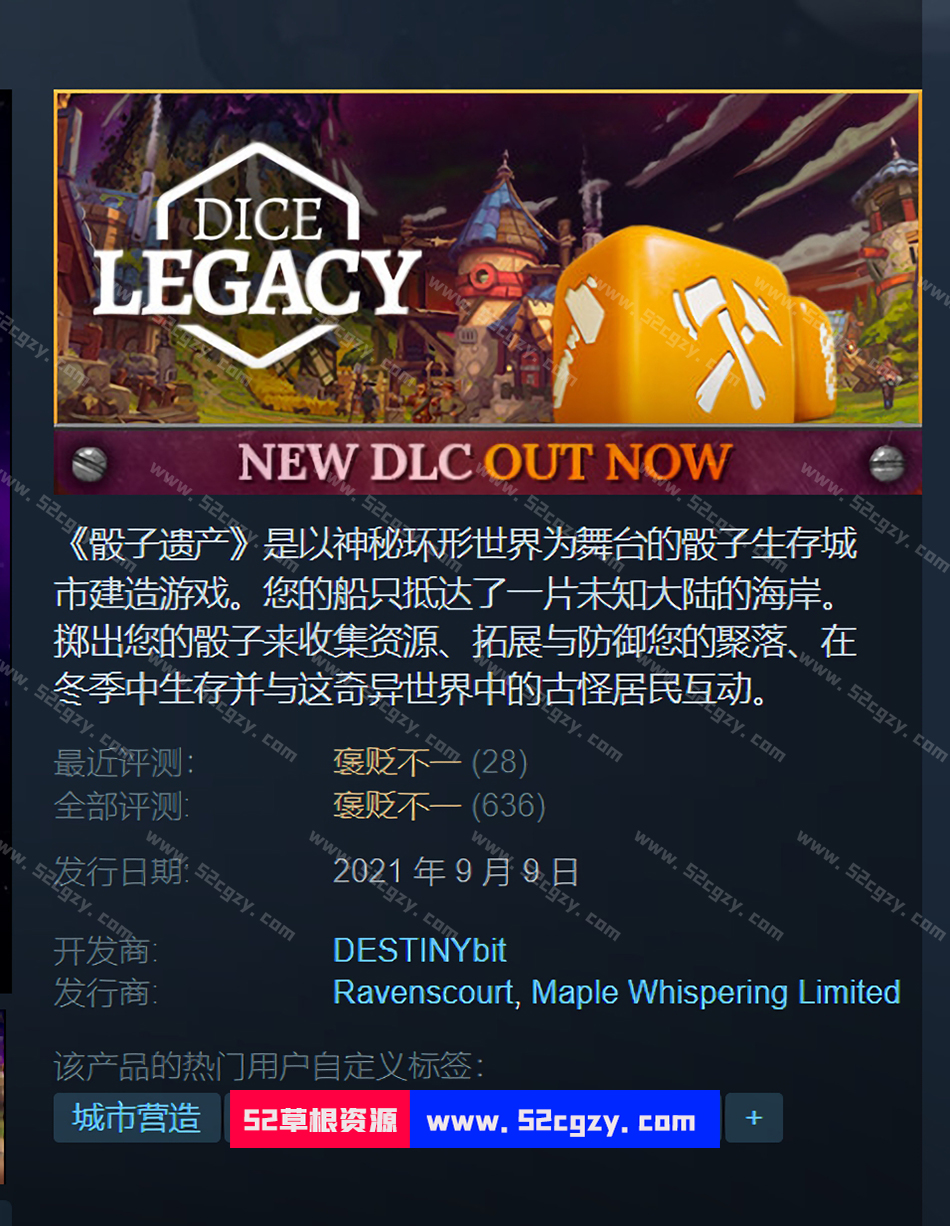 DICE
LEGACY
NEW DLC OUT NOW
《骰子遗产》是以神秘环形世界为舞台的骰子生存城
市建造游戏。您的船只抵达了一片未知大陆的海岸。
掷出您的骰子来收集资源、拓展与防御您的聚落、在
冬季中生存并与这奇异世界中的古怪居民互动。
最近评测: 褒贬不一 (28)
全部评测: 褒贬不一 (636)
发行日期: 2021 年 9 月 9 日
开发商: DESTINYbit
发行商: Ravenscourt, Maple Whispering Limited
该产品的热门用户自定义标签:
城市营造 52草根资源 www.52cgzy.com +